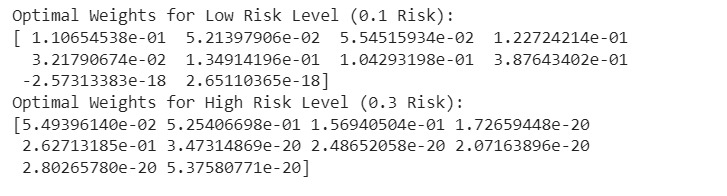 Optimal Weights for Low Risk Level (0.1 Risk):
[ 1.10654538e-01 5.21397906e-02 5.54515934e-02 1.22724214e-01
3.21790674e-02 1.34914196e-01 1.04293198e-01 3.87643402e-01
-2.57313383e-18 2.65110365e-18]
Optimal Weights for High Risk Level (0.3 Risk):
[5.49396140e-02 5.25406698e-01 1.56940504e-01 1.72659448e-20
2.62713185e-01 3.47314869e-20 2.48652058e-20 2.07163896e-20
2.80265780e-20 5.37580771e-20]